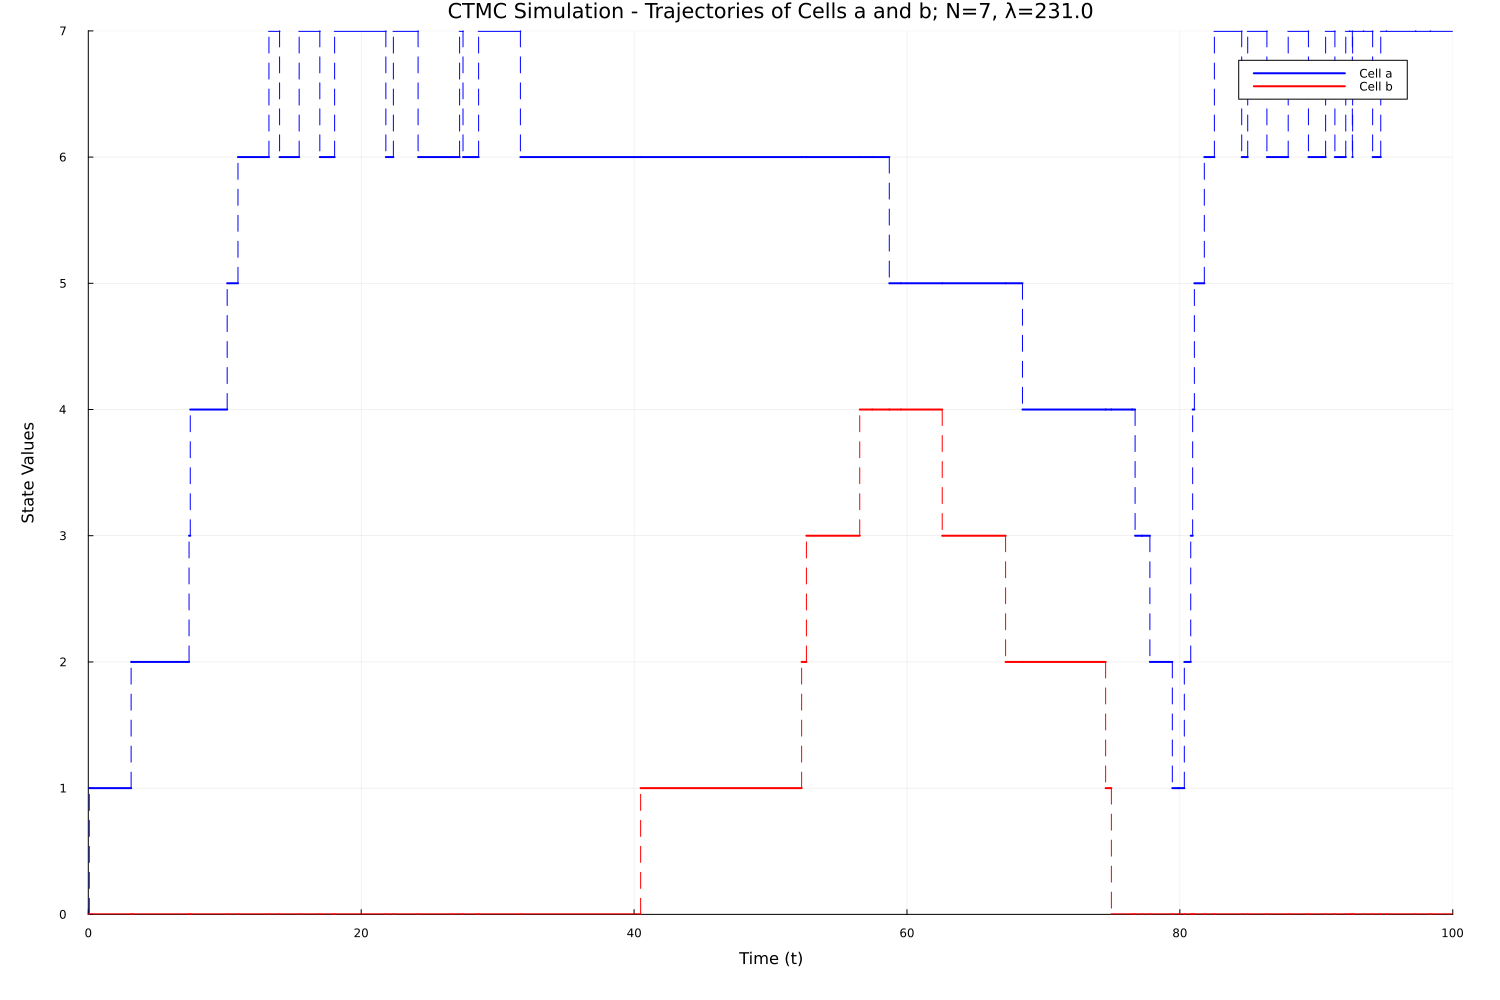 CTMC Simulation - Trajectories of Cells a and b; N=7, λ=231.0
7
Cell a
Cell b
6
5
4
3
2
1
0
State Values
0 20 40 60 80 100
Time (t)